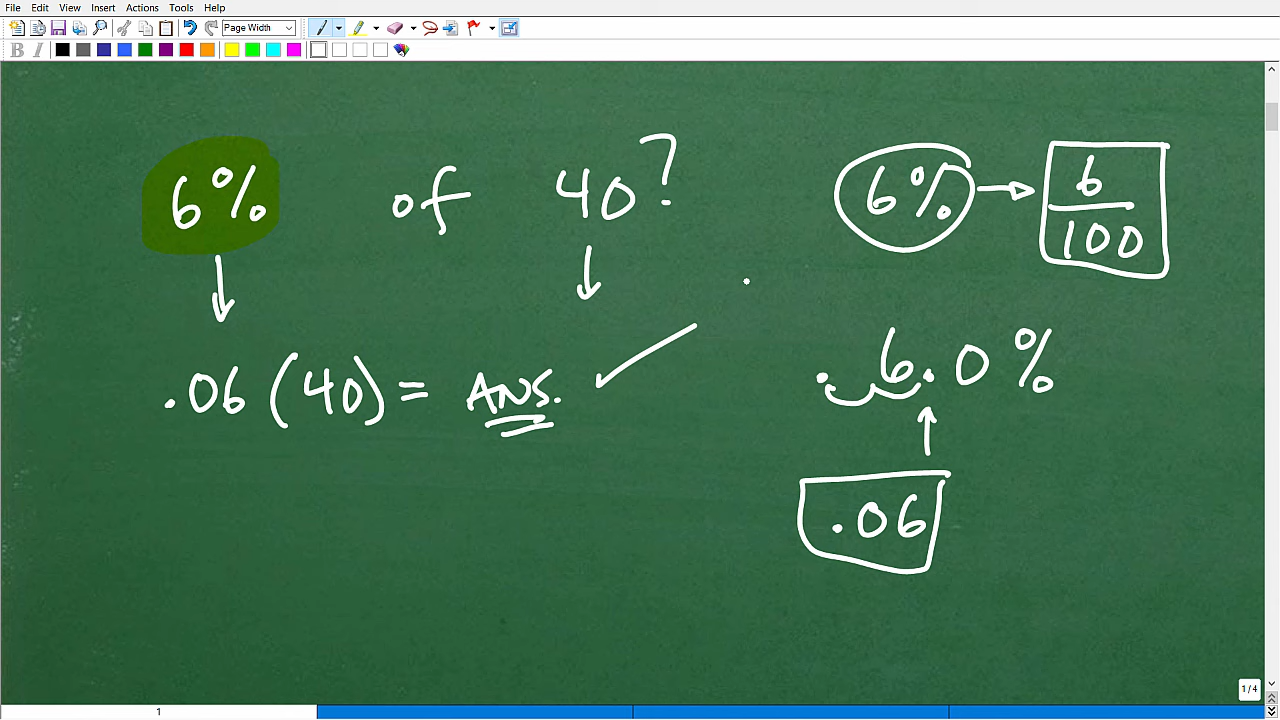 File Edit View Insert Actions Tools Help
Page Width
B I
6% of 40?
6% → 6/100
.06 (40) = ANS.
. 6.0%
.06
1/4
1